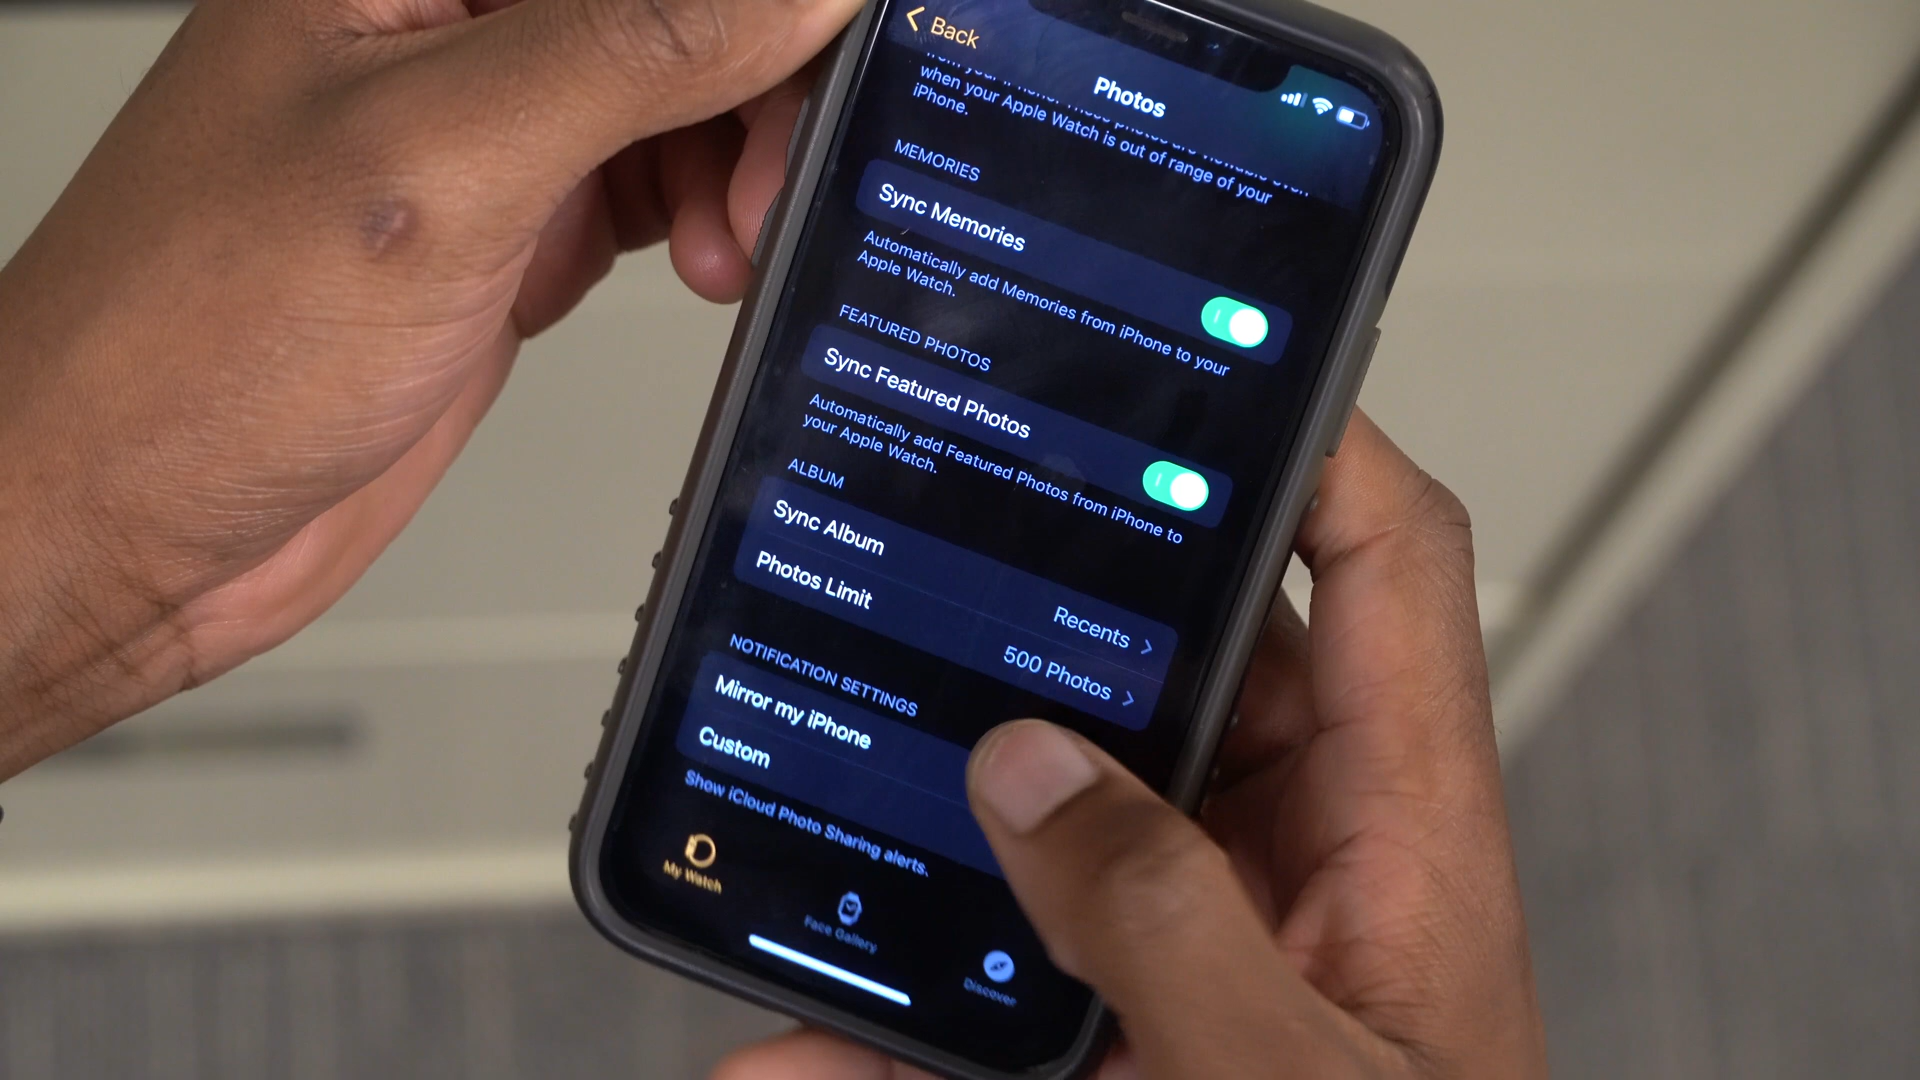 Back
Photos
when your Apple Watch is out of range of your
iPhone.
MEMORIES
Sync Memories
Automatically add Memories from iPhone to your
Apple Watch.
FEATURED PHOTOS
Sync Featured Photos
Automatically add Featured Photos from iPhone to
your Apple Watch.
ALBUM
Sync Album Recents
Photos Limit 500 Photos
NOTIFICATION SETTINGS
Mirror my iPhone
Custom
Show iCloud Photo Sharing alerts.
My Watch
Face Gallery
Discover